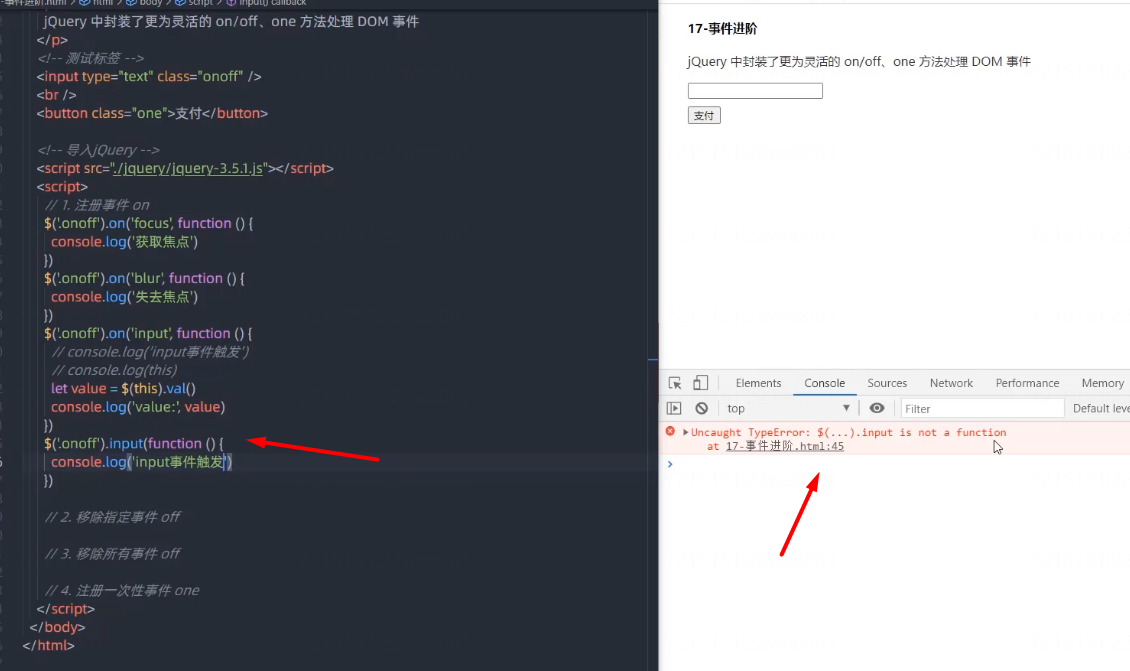 -事件进阶.html > html > body > script > input() callback
jQuery 中封装了更为灵活的 on/off、one 方法处理 DOM 事件
</p>
<!-- 测试标签 -->
<input type="text" class="onoff" />
<br />
<button class="one">支付</button>
<!-- 导入jQuery -->
<script src="./jquery/jquery-3.5.1.js"></script>
<script>
// 1. 注册事件 on
$('.onoff').on('focus', function () {
console.log('获取焦点')
})
$('.onoff').on('blur', function () {
console.log('失去焦点')
})
$('.onoff').on('input', function () {
// console.log('input事件触发')
// console.log(this)
let value = $(this).val()
console.log('value:', value)
})
$('.onoff').input(function () {
console.log('input事件触发')
})
// 2. 移除指定事件 off
// 3. 移除所有事件 off
// 4. 注册一次性事件 one
</script>
</body>
</html>
17-事件进阶
jQuery 中封装了更为灵活的 on/off、one 方法处理 DOM 事件
支付
Elements Console Sources Network Performance Memory
top Filter Default leve
Uncaught TypeError: $(...).input is not a function
at 17-事件进阶.html:45